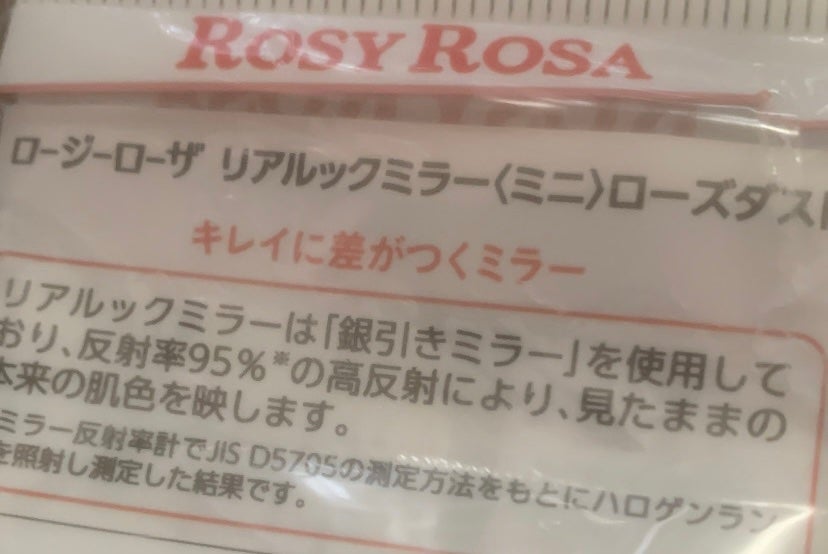 ROSY ROSA
ロージーローザ リアルックミラー〈ミニ〉ローズダスト
キレイに差がつくミラー
リアルックミラーは「銀引きミラー」を使用して
おり、反射率95%※の高反射により、見たままの
本来の肌色を映します。
ミラー反射率計でJIS D5705の測定方法をもとにハロゲンラン
を照射し測定した結果です。